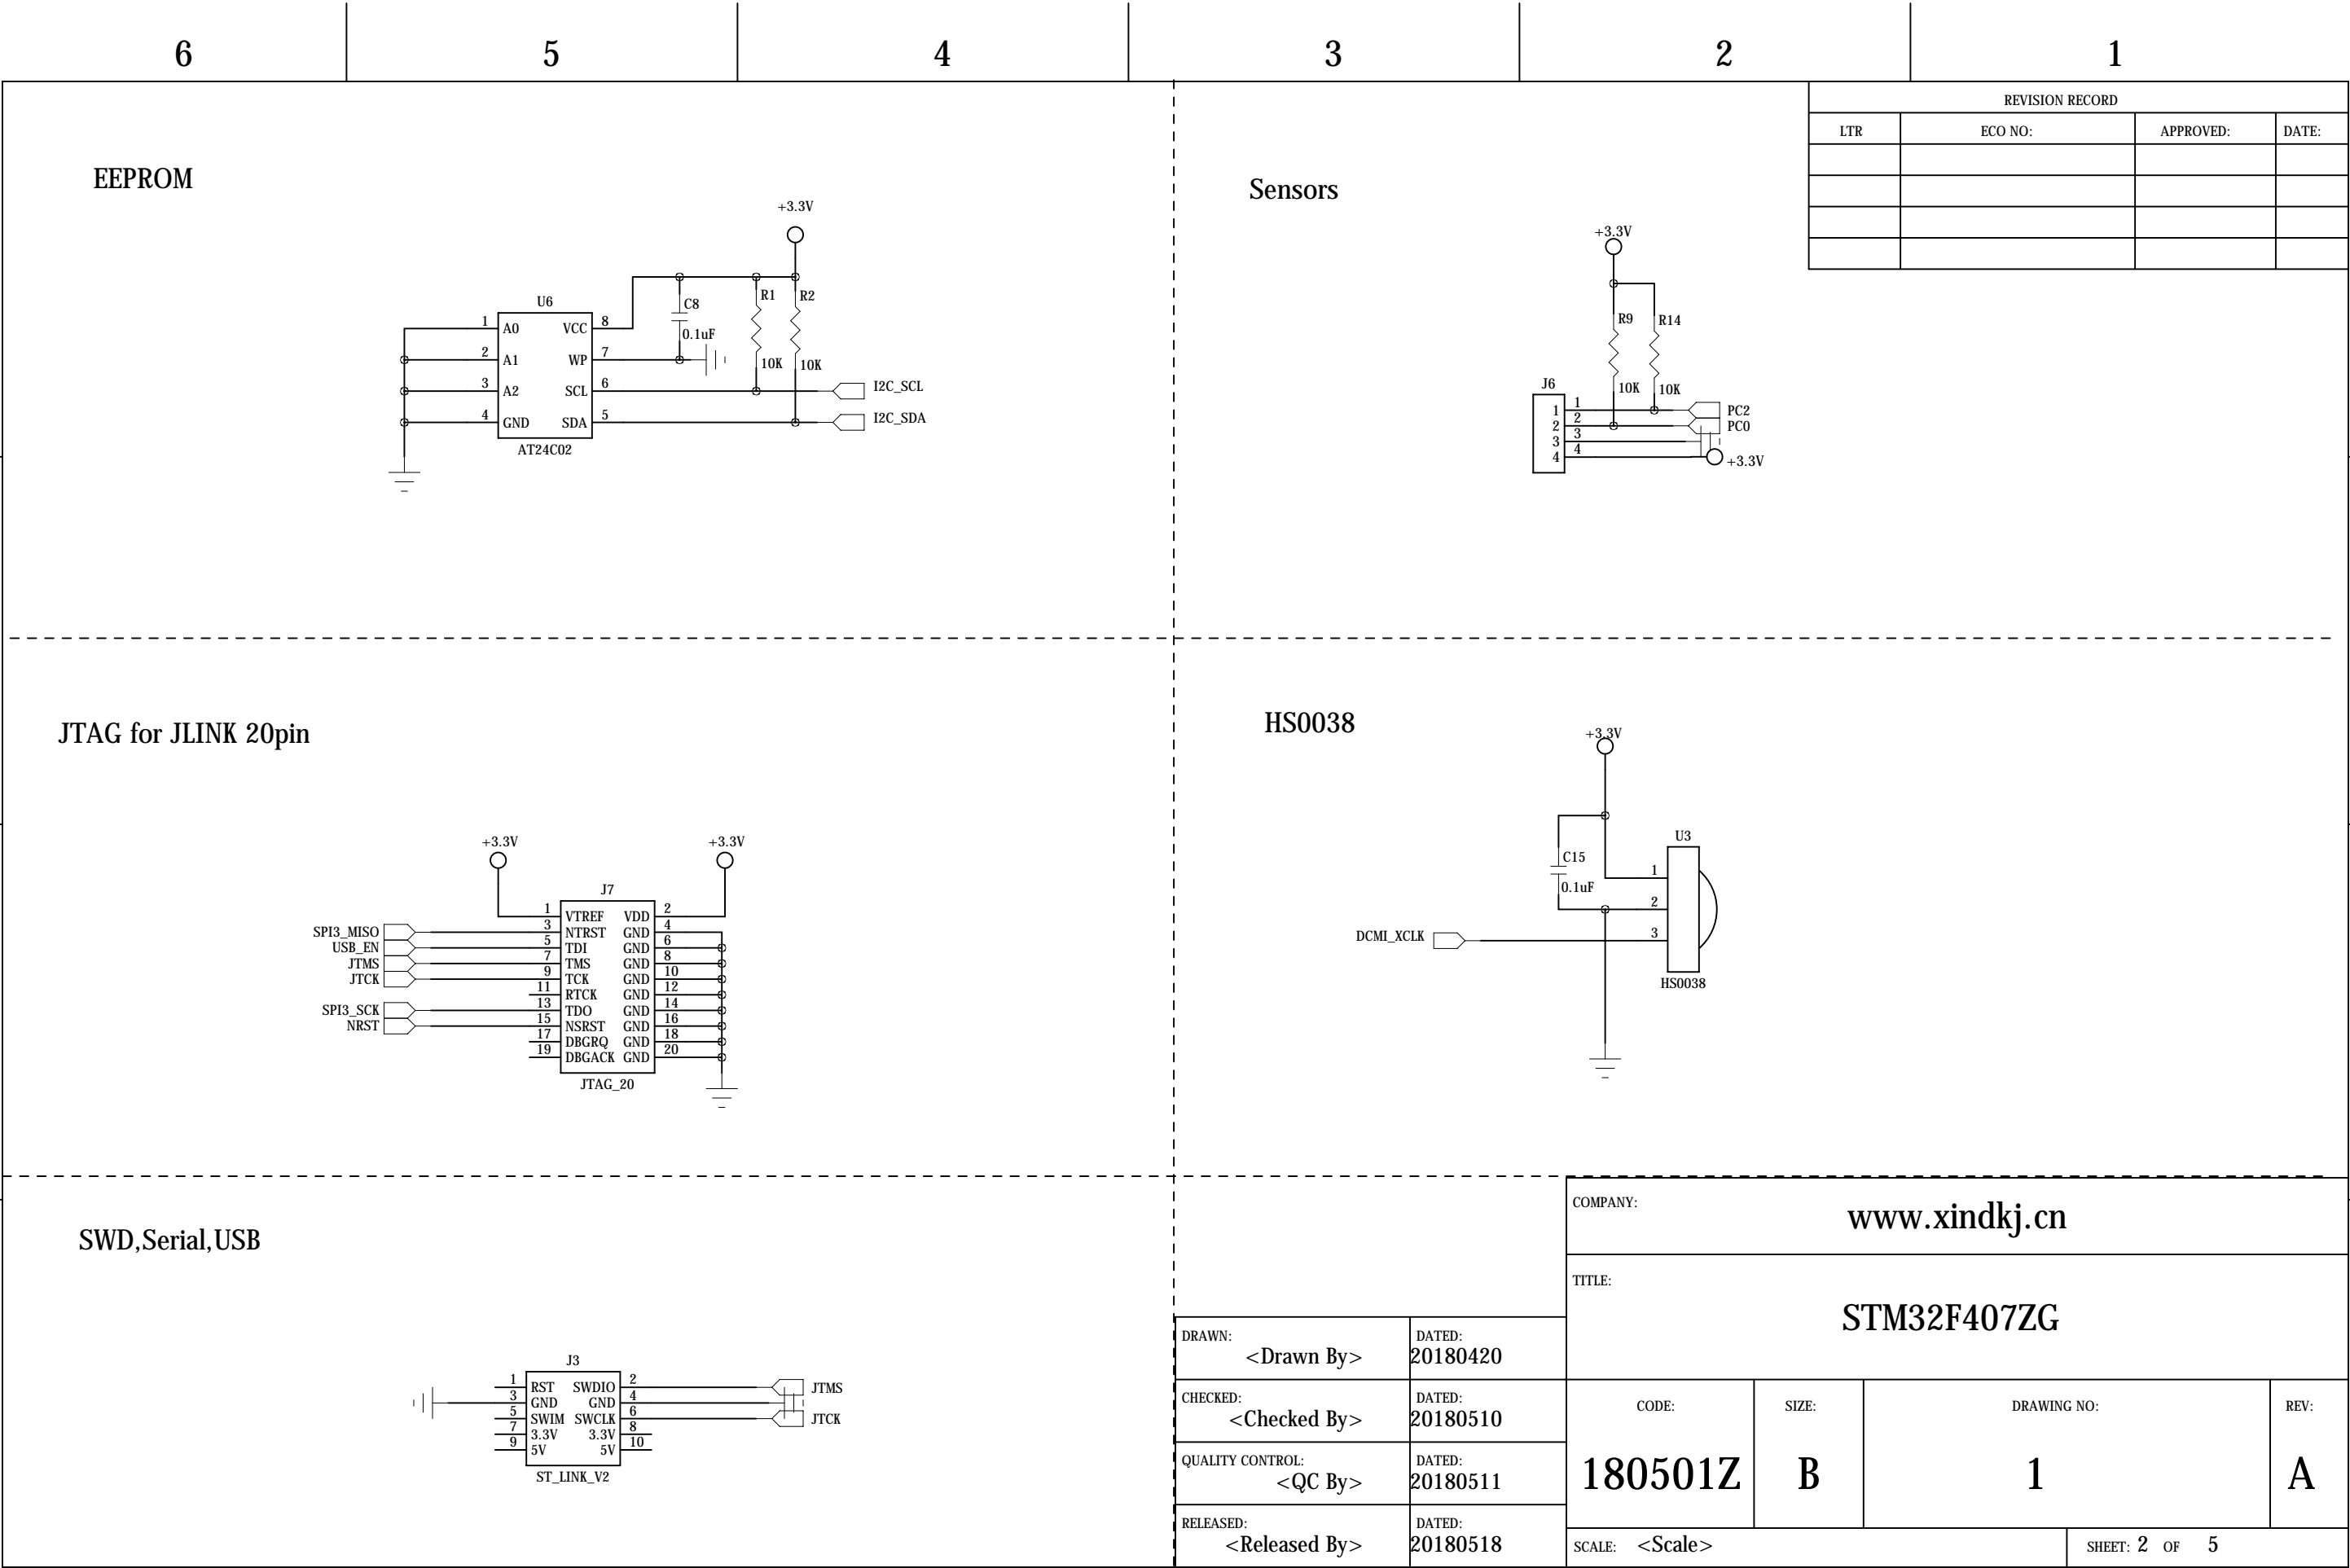 6 5 4 3 2 1
REVISION RECORD
LTR ECO NO: APPROVED: DATE:
EEPROM
+3.3V
U6
C8
0.1uF
R1
10K
R2
10K
1 A0 VCC 8
2 A1 WP 7
3 A2 SCL 6
4 GND SDA 5
AT24C02
I2C_SCL
I2C_SDA
Sensors
+3.3V
R9
10K
R14
10K
J6
1 1
2 2
3 3
4 4
PC2
PC0
+3.3V
JTAG for JLINK 20pin
+3.3V +3.3V
J7
1 VTREF VDD 2
SPI3_MISO 3 NTRST GND 4
USB_EN 5 TDI GND 6
JTMS 7 TMS GND 8
JTCK 9 TCK GND 10
11 RTCK GND 12
SPI3_SCK 13 TDO GND 14
NRST 15 NSRST GND 16
17 DBGRQ GND 18
19 DBGACK GND 20
JTAG_20
HS0038
+3.3V
C15
0.1uF
U3
1
2
DCMI_XCLK 3
HS0038
SWD,Serial,USB
J3
1 RST SWDIO 2 JTMS
3 GND GND 4
5 SWIM SWCLK 6 JTCK
7 3.3V 3.3V 8
9 5V 5V 10
ST_LINK_V2
COMPANY:
www.xindkj.cn
TITLE:
STM32F407ZG
DRAWN: DATED:
<Drawn By> 20180420
CHECKED: DATED:
<Checked By> 20180510
QUALITY CONTROL: DATED:
<QC By> 20180511
RELEASED: DATED:
<Released By> 20180518
CODE: SIZE: DRAWING NO: REV:
180501Z B 1 A
SCALE: <Scale> SHEET: 2 OF 5